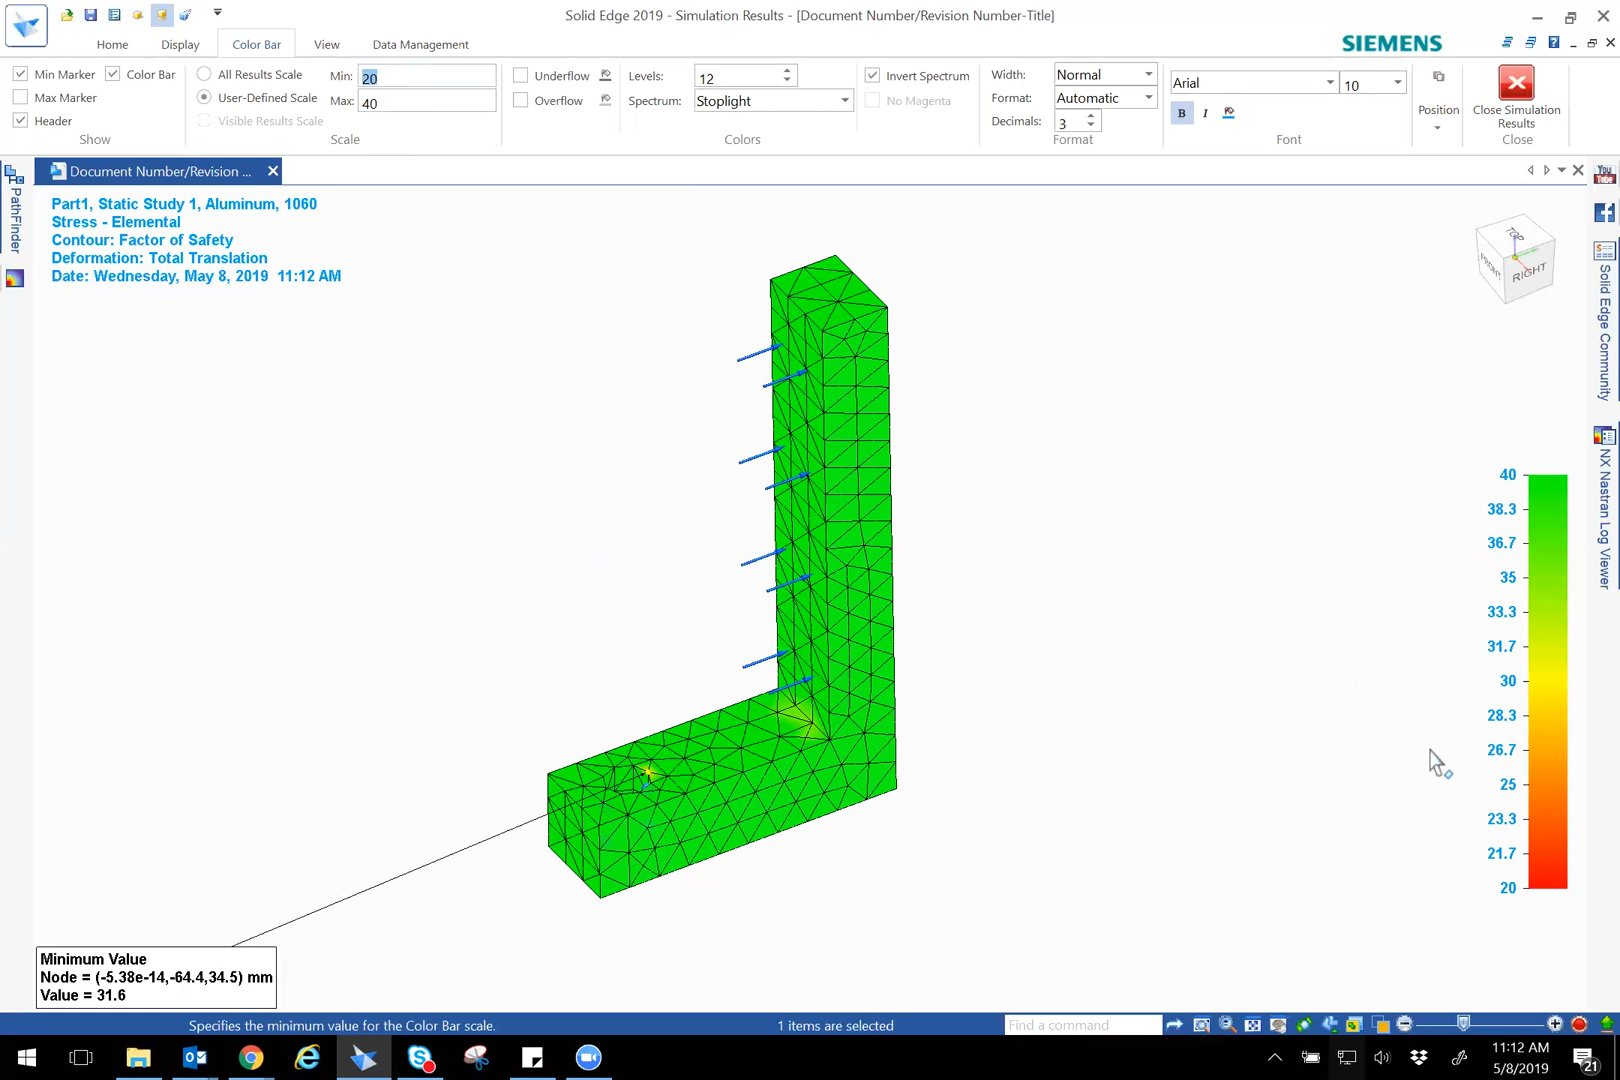 Solid Edge 2019 - Simulation Results - [Document Number/Revision Number-Title]
Home
Display
Color Bar
View
Data Management
SIEMENS
Min Marker
Color Bar
Max Marker
Header
Show
All Results Scale
User-Defined Scale
Visible Results Scale
Min: 20
Max: 40
Scale
Underflow
Overflow
Levels: 12
Spectrum: Stoplight
Colors
Invert Spectrum
No Magenta
Width: Normal
Format: Automatic
Decimals: 3
Format
Arial
10
B
I
Font
Position
Close Simulation
Results
Close
Document Number/Revision ...
PathFinder
Part1, Static Study 1, Aluminum, 1060
Stress - Elemental
Contour: Factor of Safety
Deformation: Total Translation
Date: Wednesday, May 8, 2019 11:12 AM
TOP
FRONT
RIGHT
You
Tube
Solid Edge Community
NX Nastran Log Viewer
40
38.3
36.7
35
33.3
31.7
30
28.3
26.7
25
23.3
21.7
20
Minimum Value
Node = (-5.38e-14,-64.4,34.5) mm
Value = 31.6
Specifies the minimum value for the Color Bar scale.
1 items are selected
Find a command
11:12 AM
5/8/2019
21